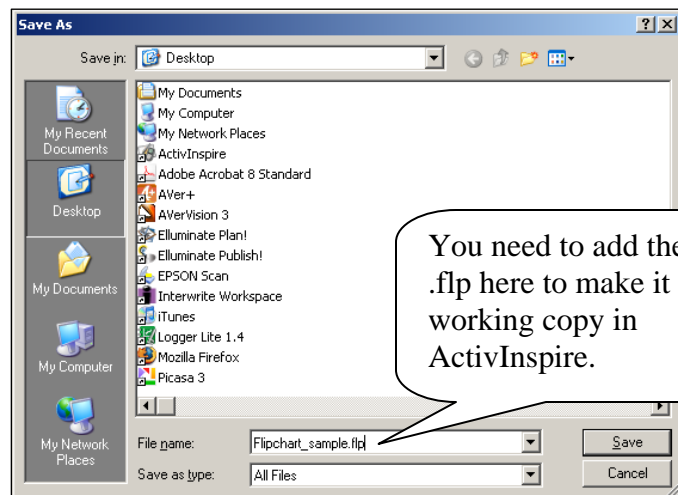 Save As
Save in:
Desktop
My Recent
Documents
Desktop
My Documents
My Computer
My Network
Places
My Documents
My Computer
My Network Places
ActivInspire
Adobe Acrobat 8 Standard
AVer+
AVerVision 3
Elluminate Plan!
Elluminate Publish!
EPSON Scan
Interwrite Workspace
iTunes
Logger Lite 1.4
Mozilla Firefox
Picasa 3
You need to add the
.flp here to make it
working copy in
ActivInspire.
File name:
Flipchart_sample.flp
Save
Save as type:
All Files
Cancel